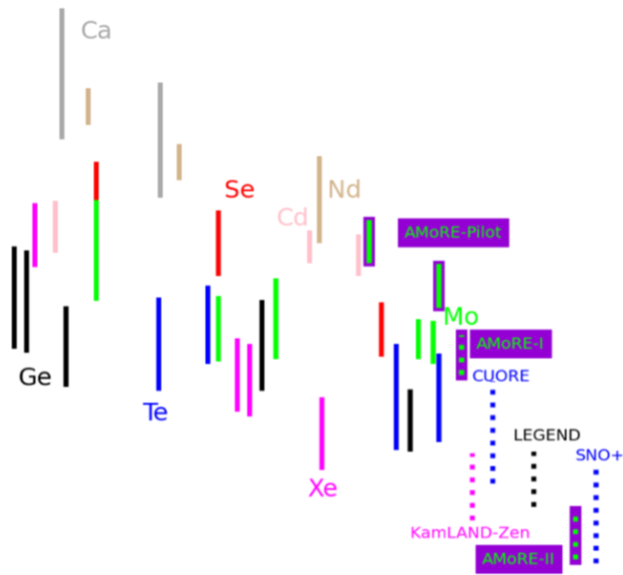 Ca
Se
Nd
Cd
AMoRE-Pilot
Mo
AMoRE-I
Ge
CUORE
Te
LEGEND
SNO+
Xe
KamLAND-Zen
AMoRE-II